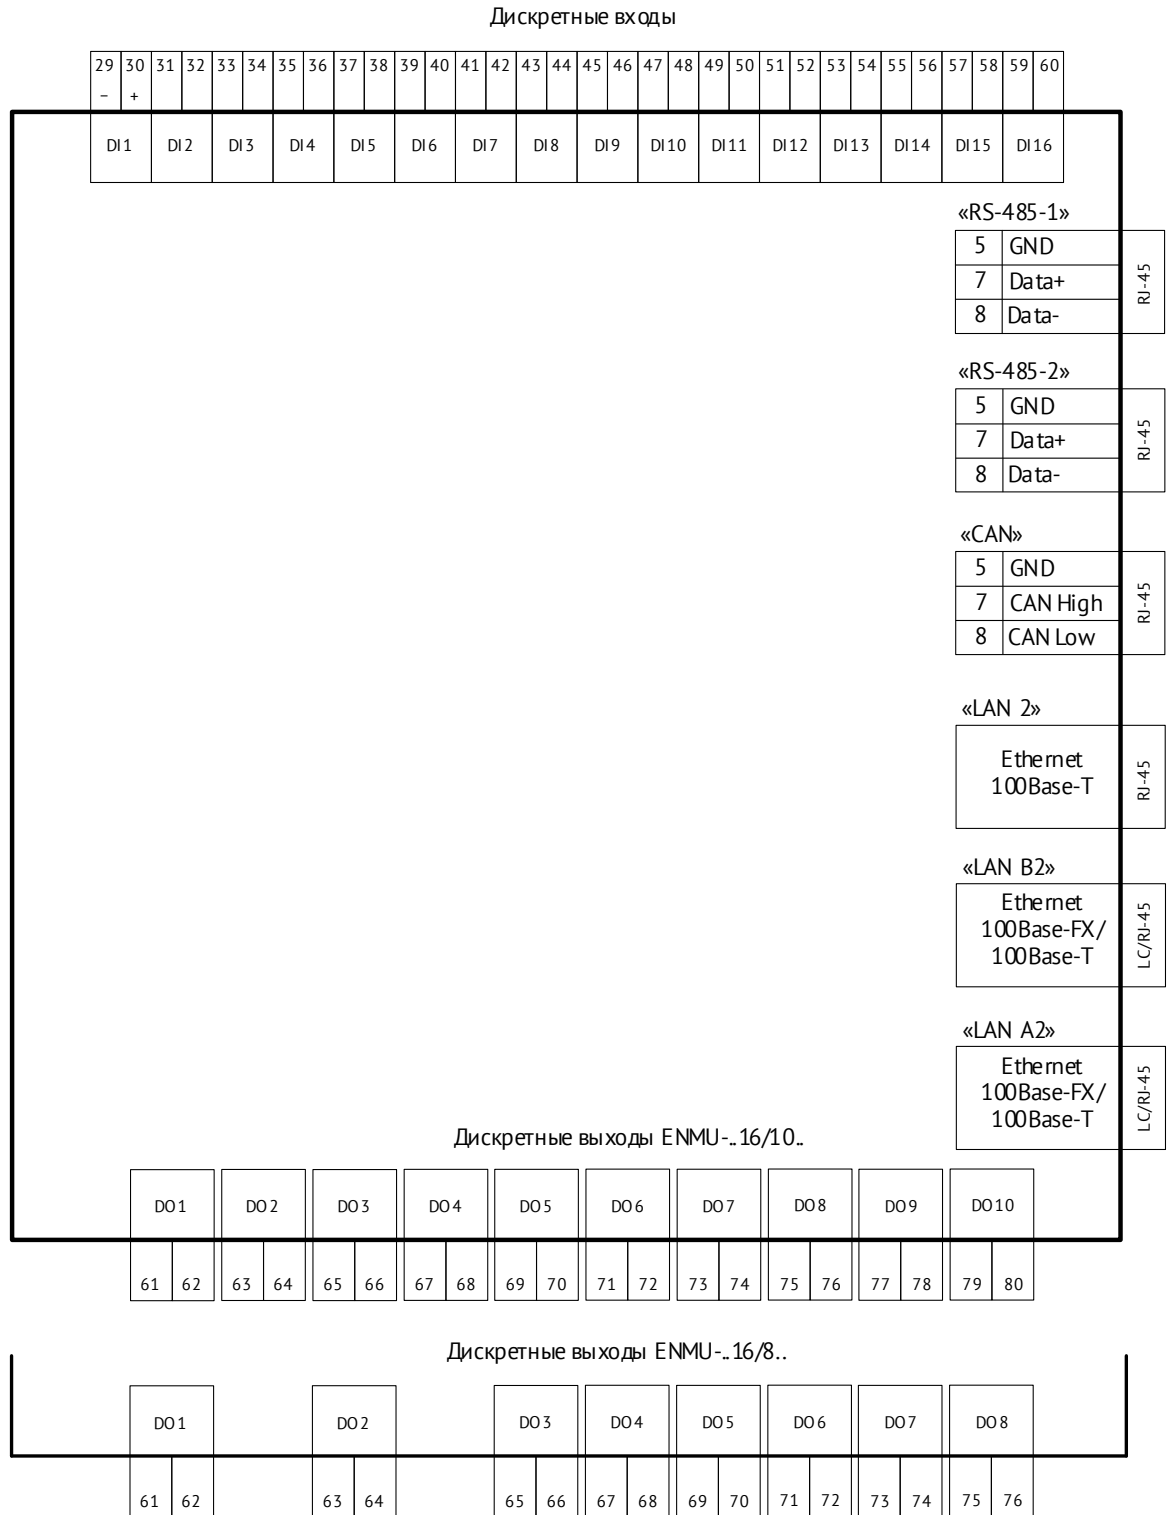 Дискретные входы
29 30 31 32 33 34 35 36 37 38 39 40 41 42 43 44 45 46 47 48 49 50 51 52 53 54 55 56 57 58 59 60
– +
DI1 DI2 DI3 DI4 DI5 DI6 DI7 DI8 DI9 DI10 DI11 DI12 DI13 DI14 DI15 DI16
«RS-485-1»
5 GND
7 Data+
8 Data-
RJ-45
«RS-485-2»
5 GND
7 Data+
8 Data-
RJ-45
«CAN»
5 GND
7 CAN High
8 CAN Low
RJ-45
«LAN 2»
Ethernet
100Base-T
RJ-45
«LAN B2»
Ethernet
100Base-FX/
100Base-T
LC/RJ-45
«LAN A2»
Ethernet
100Base-FX/
100Base-T
LC/RJ-45
Дискретные выходы ENMU-..16/10..
DO1 DO2 DO3 DO4 DO5 DO6 DO7 DO8 DO9 DO10
61 62 63 64 65 66 67 68 69 70 71 72 73 74 75 76 77 78 79 80
Дискретные выходы ENMU-..16/8..
DO1 DO2 DO3 DO4 DO5 DO6 DO7 DO8
61 62 63 64 65 66 67 68 69 70 71 72 73 74 75 76